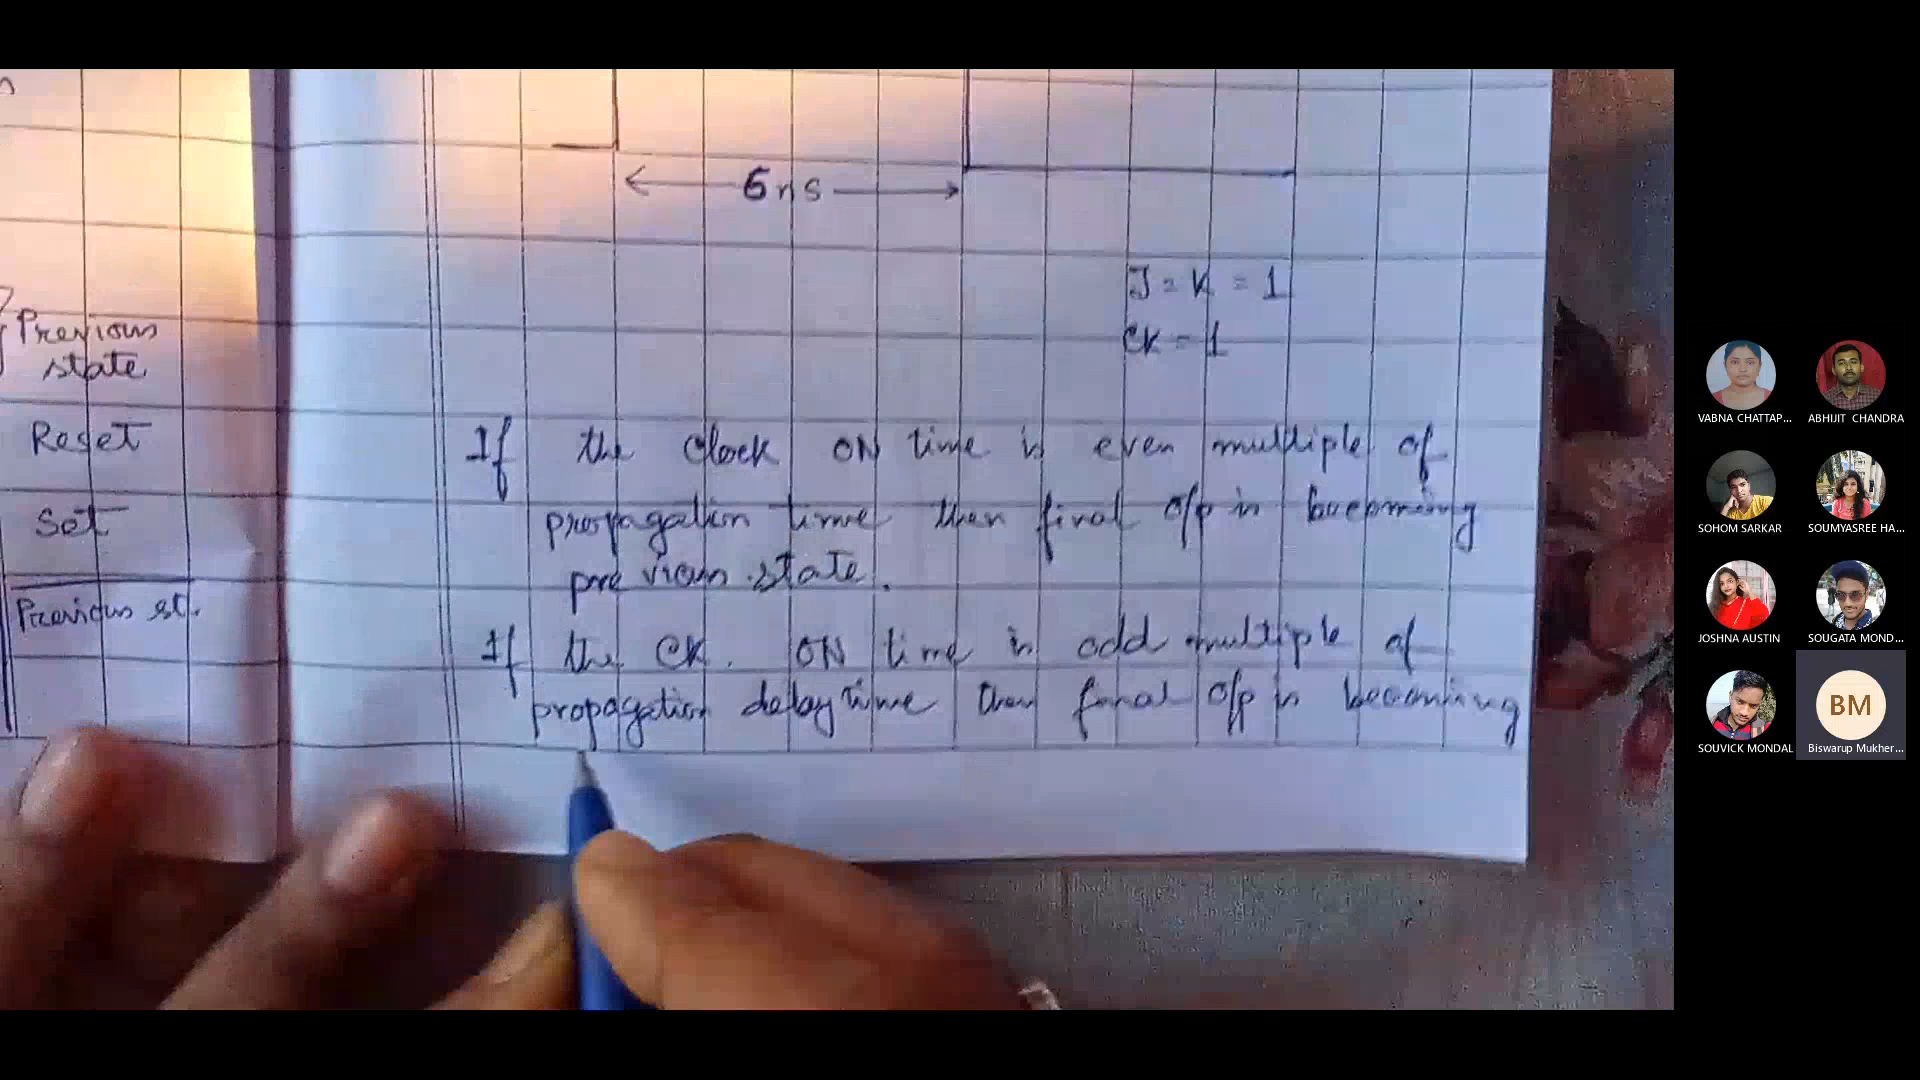 Previous
state
Reset
Set
Previous st.
6ns
J = K = 1
CK = 1
If the clock ON time is even multiple of
propagation time then final o/p is becoming
previous state.
If the CK. ON time is odd multiple of
propagation delay time then final o/p is becoming
VABNA CHATTAP...
ABHIJIT CHANDRA
SOHOM SARKAR
SOUMYASREE HA...
JOSHNA AUSTIN
SOUGATA MOND...
SOUVICK MONDAL
BM
Biswarup Mukher...